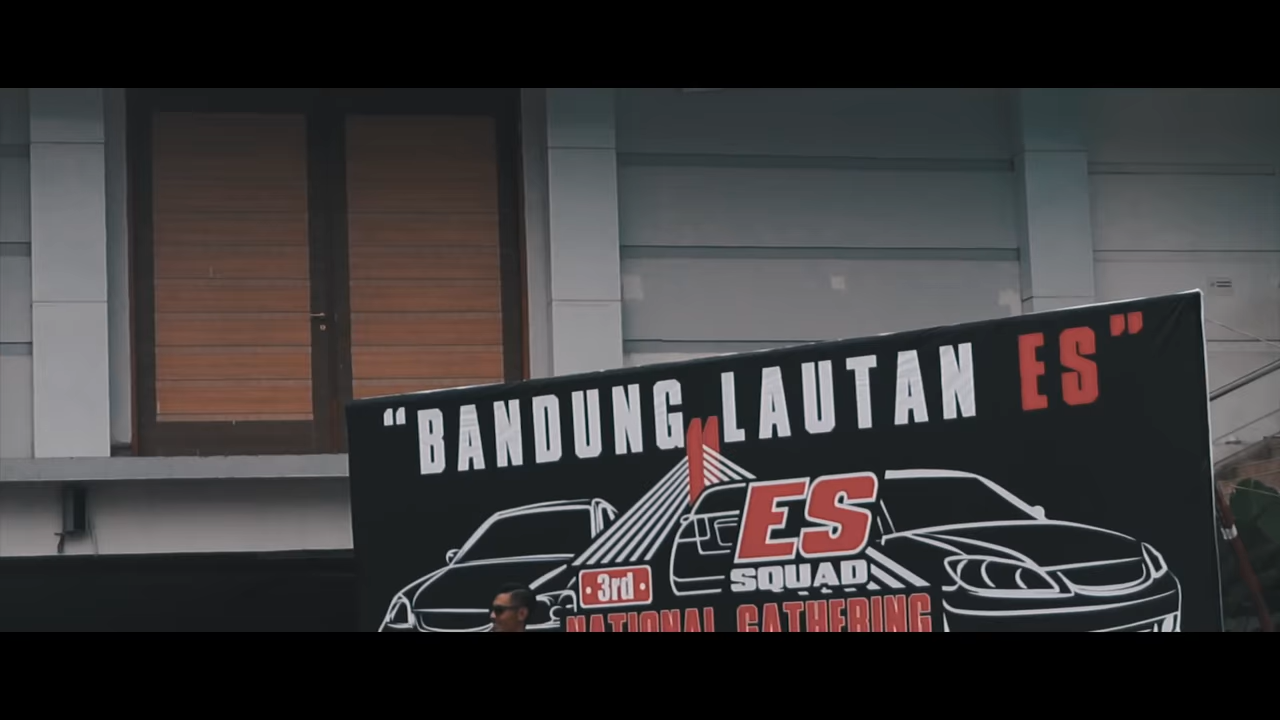 "BANDUNG LAUTAN ES"
ES
SQUAD
3rd
NATIONAL GATHERING